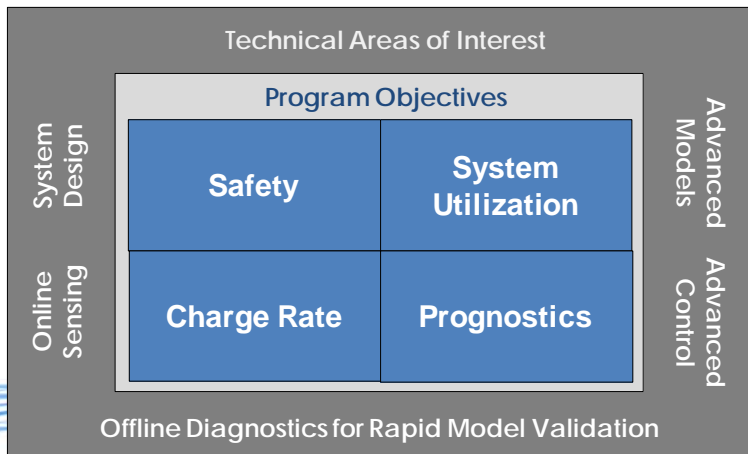 Technical Areas of Interest
Program Objectives
System
Design
Online
Sensing
Safety
System
Utilization
Charge Rate
Prognostics
Advanced
Models
Advanced
Control
Offline Diagnostics for Rapid Model Validation